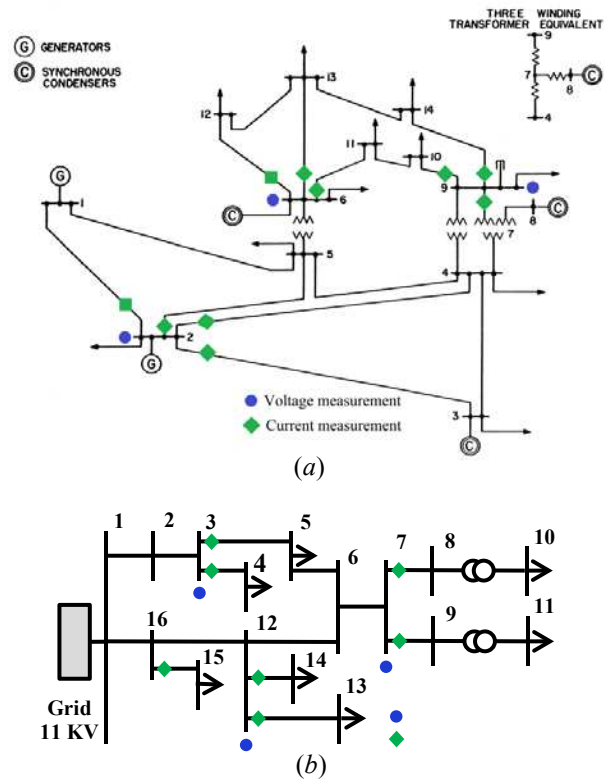 THREE WINDING
TRANSFORMER EQUIVALENT
G GENERATORS
C SYNCHRONOUS
CONDENSERS
9
7
8
C
4
13
12
14
11
10
G
1
6
9
C
8
C
7
5
4
2
G
3
C
Voltage measurement
Current measurement
(a)
1
2
3
5
4
6
7
8
10
16
12
9
11
15
14
13
Grid
11 KV
(b)